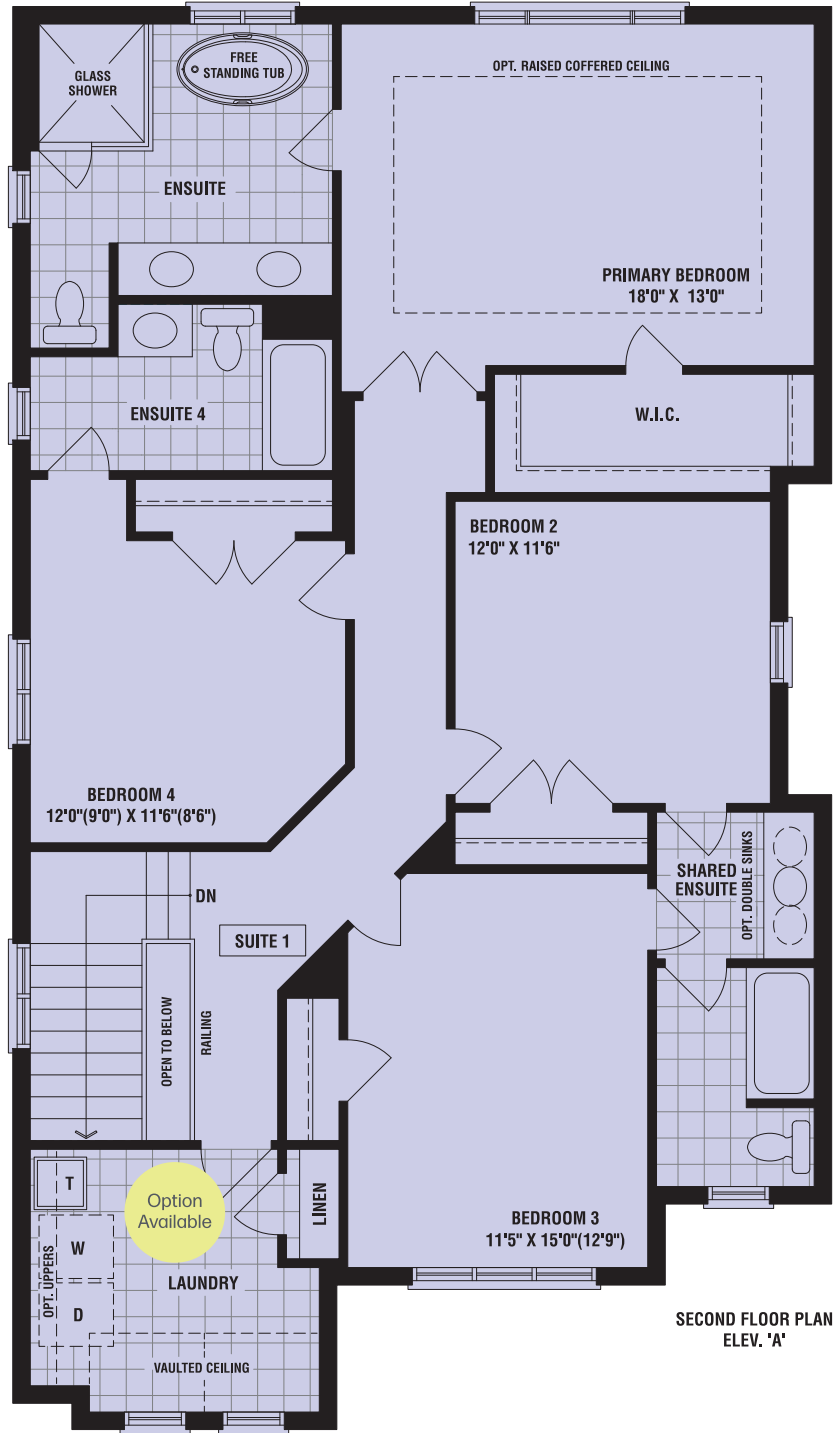 GLASS
SHOWER
FREE
STANDING TUB
OPT. RAISED COFFERED CEILING
ENSUITE
PRIMARY BEDROOM
18'0" X 13'0"
ENSUITE 4
W.I.C.
BEDROOM 2
12'0" X 11'6"
BEDROOM 4
12'0"(9'0") X 11'6"(8'6")
SHARED
ENSUITE
OPT. DOUBLE SINKS
DN
SUITE 1
OPEN TO BELOW
RAILING
T
Option
Available
LINEN
W
OPT. UPPERS
D
LAUNDRY
VAULTED CEILING
BEDROOM 3
11'5" X 15'0"(12'9")
SECOND FLOOR PLAN
ELEV. 'A'